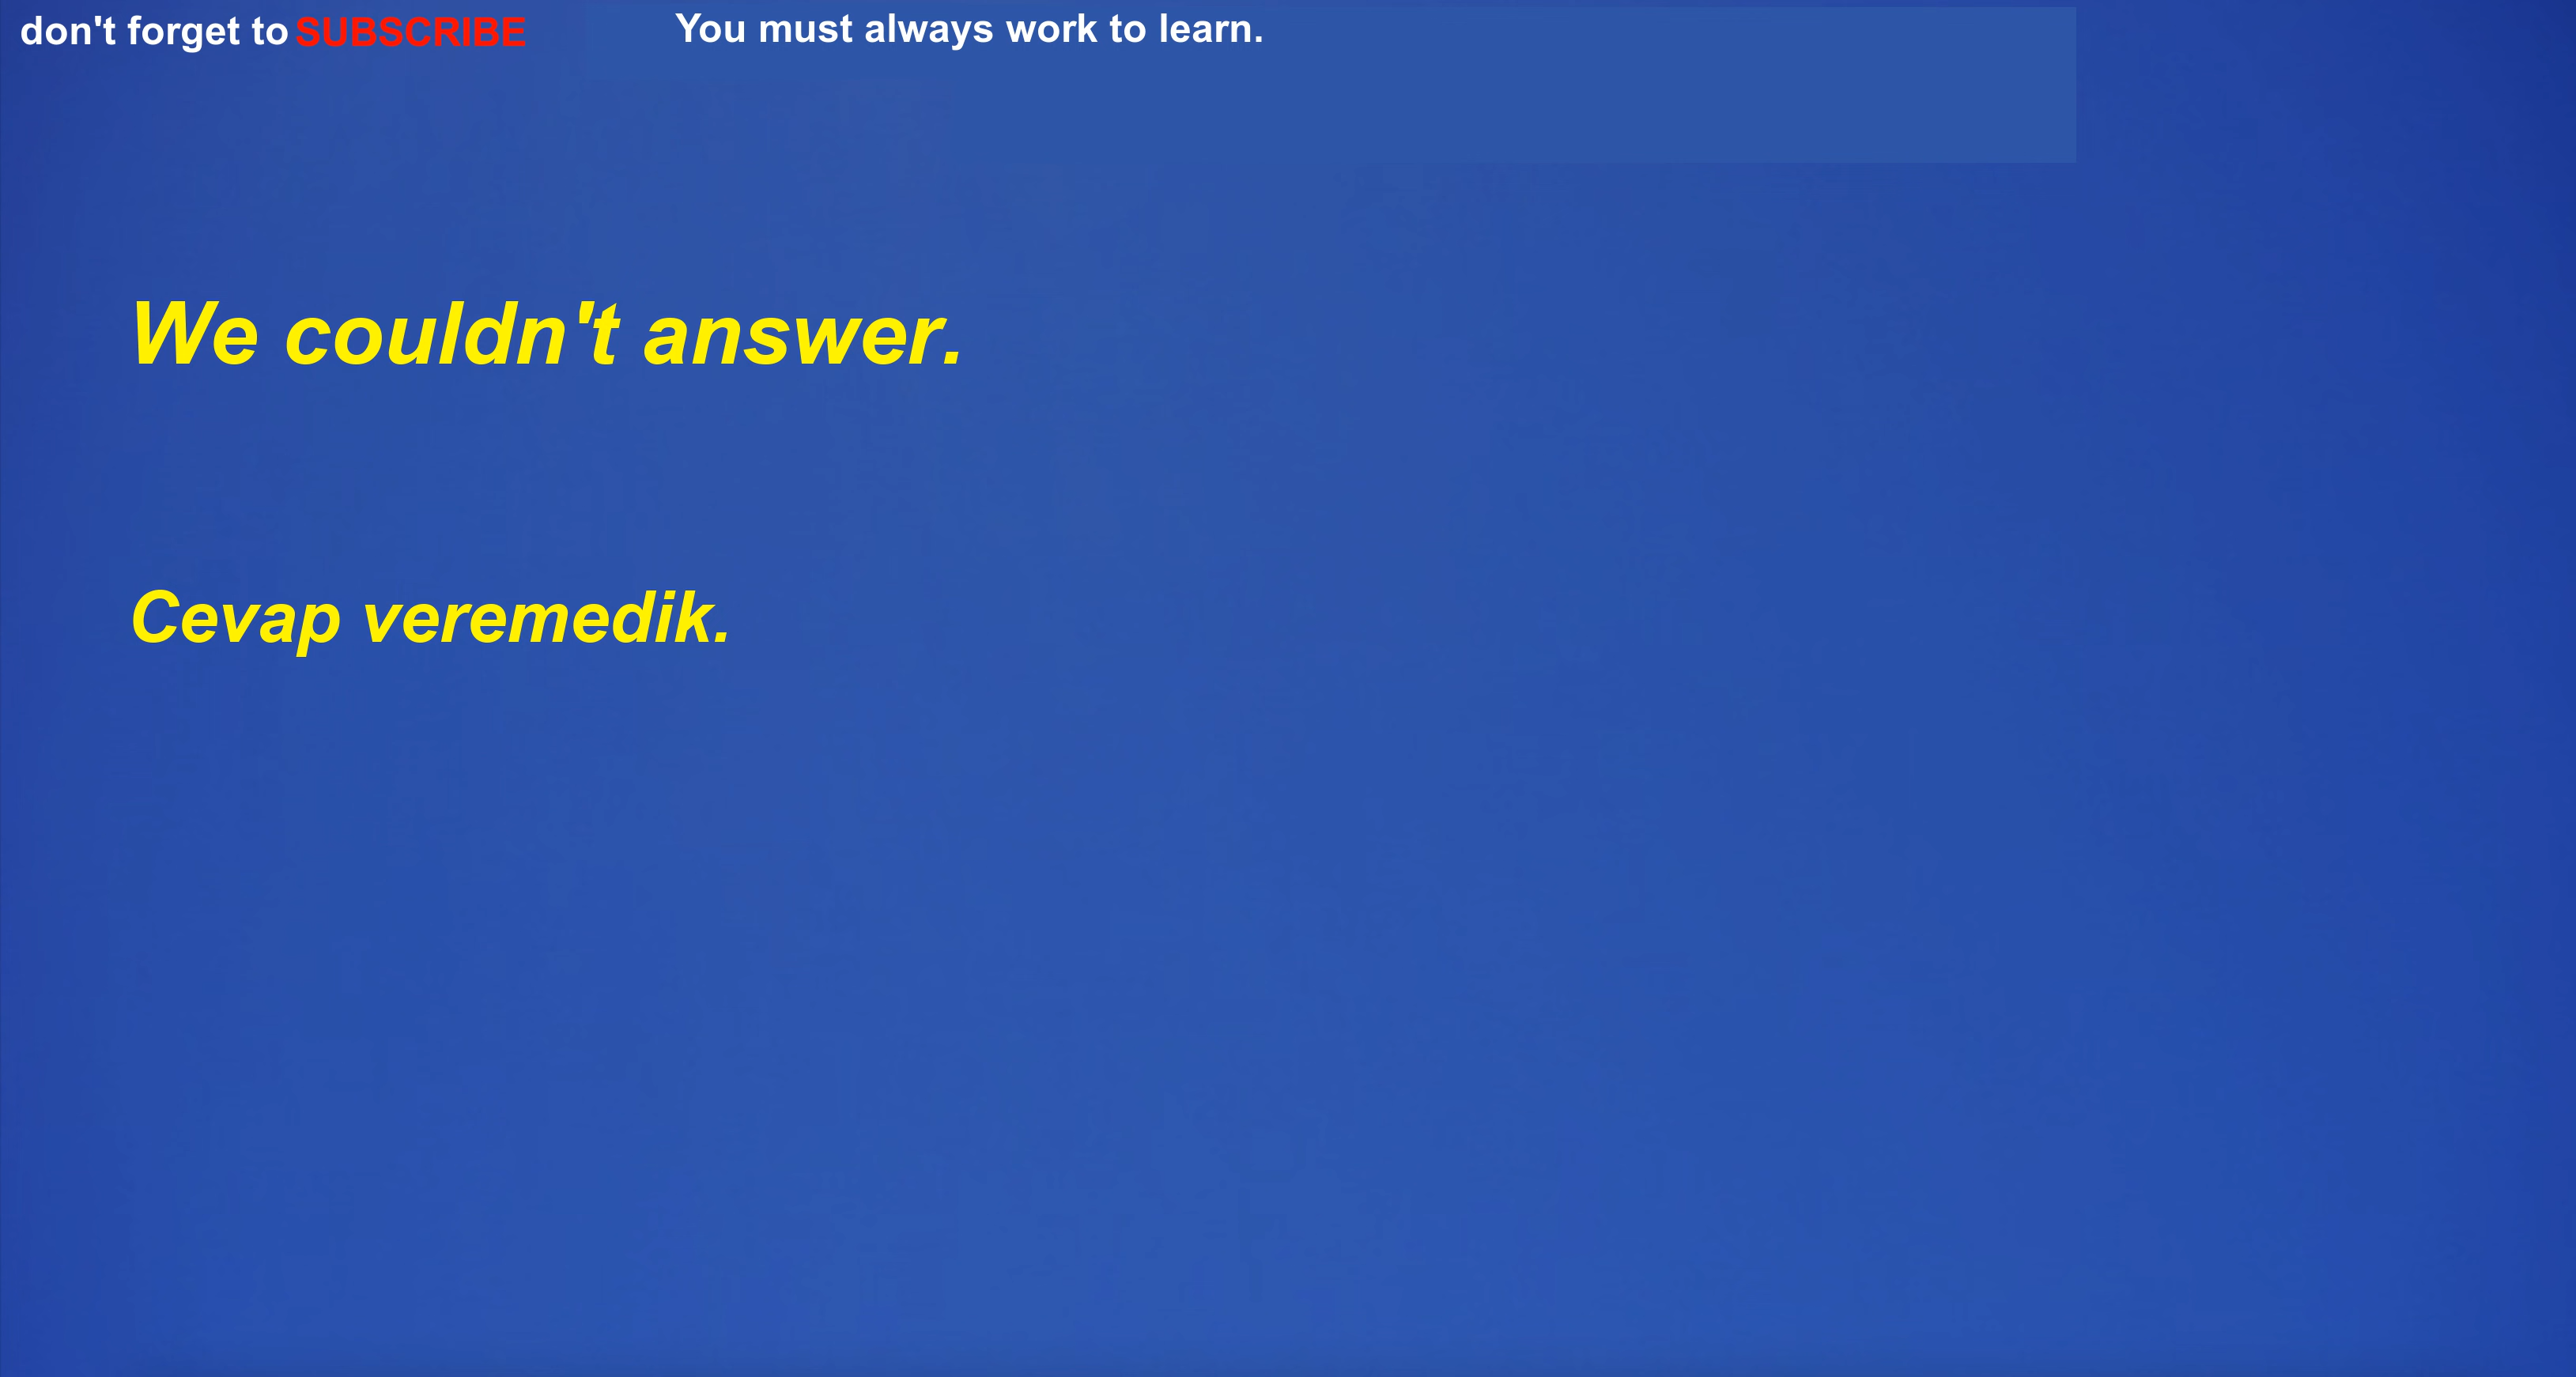 don't forget to SUBSCRIBE
You must always work to learn.
We couldn't answer.
Cevap veremedik.